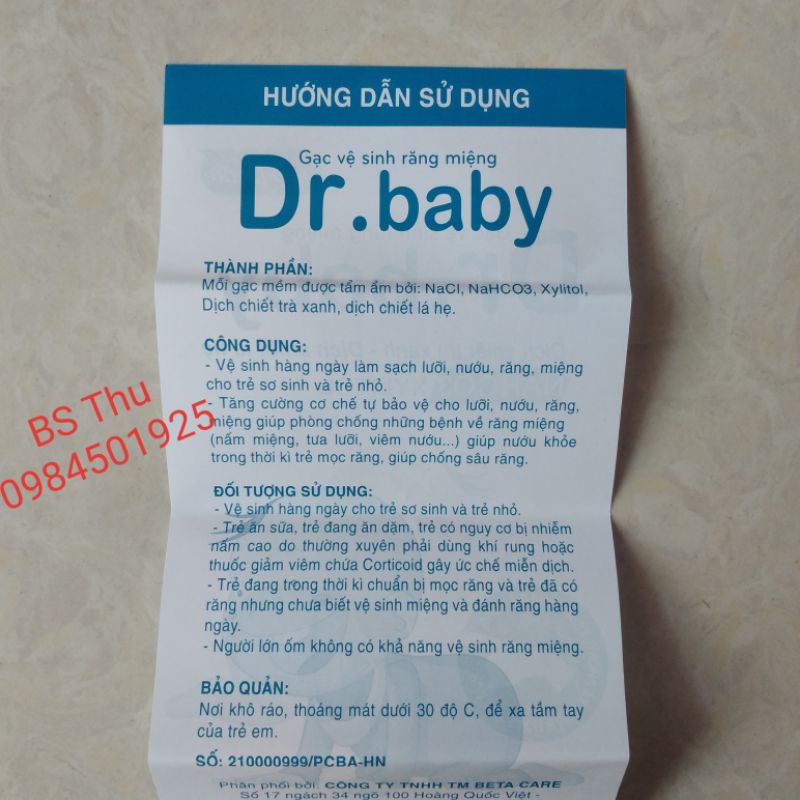 HƯỚNG DẪN SỬ DỤNG
Gạc vệ sinh răng miệng
Dr.baby
THÀNH PHẦN:
Mỗi gạc mềm được tẩm ẩm bởi: NaCl, NaHCO3, Xylitol,
Dịch chiết trà xanh, dịch chiết lá hẹ.
CÔNG DỤNG:
- Vệ sinh hàng ngày làm sạch lưỡi, nướu, răng, miệng
cho trẻ sơ sinh và trẻ nhỏ.
- Tăng cường cơ chế tự bảo vệ cho lưỡi, nướu, răng,
miệng giúp phòng chống những bệnh về răng miệng
(nấm miệng, tưa lưỡi, viêm nướu...) giúp nướu khỏe
trong thời kì trẻ mọc răng, giúp chống sâu răng.
BS Thu
0984501925
ĐỐI TƯỢNG SỬ DỤNG:
- Vệ sinh hàng ngày cho trẻ sơ sinh và trẻ nhỏ.
- Trẻ ăn sữa, trẻ đang ăn dặm, trẻ có nguy cơ bị nhiễm
nấm cao do thường xuyên phải dùng khí rung hoặc
thuốc giảm viêm chứa Corticoid gây ức chế miễn dịch.
- Trẻ đang trong thời kì chuẩn bị mọc răng và trẻ đã có
răng nhưng chưa biết vệ sinh miệng và đánh răng hàng
ngày.
- Người lớn ốm không có khả năng vệ sinh răng miệng.
BẢO QUẢN:
Nơi khô ráo, thoáng mát dưới 30 độ C, để xa tầm tay
của trẻ em.
SỐ: 210000999/PCBA-HN
Phân phối bởi: CÔNG TY TNHH TM BETA CARE
Số 17 ngách 34 ngõ 100 Hoàng Quốc Việt -